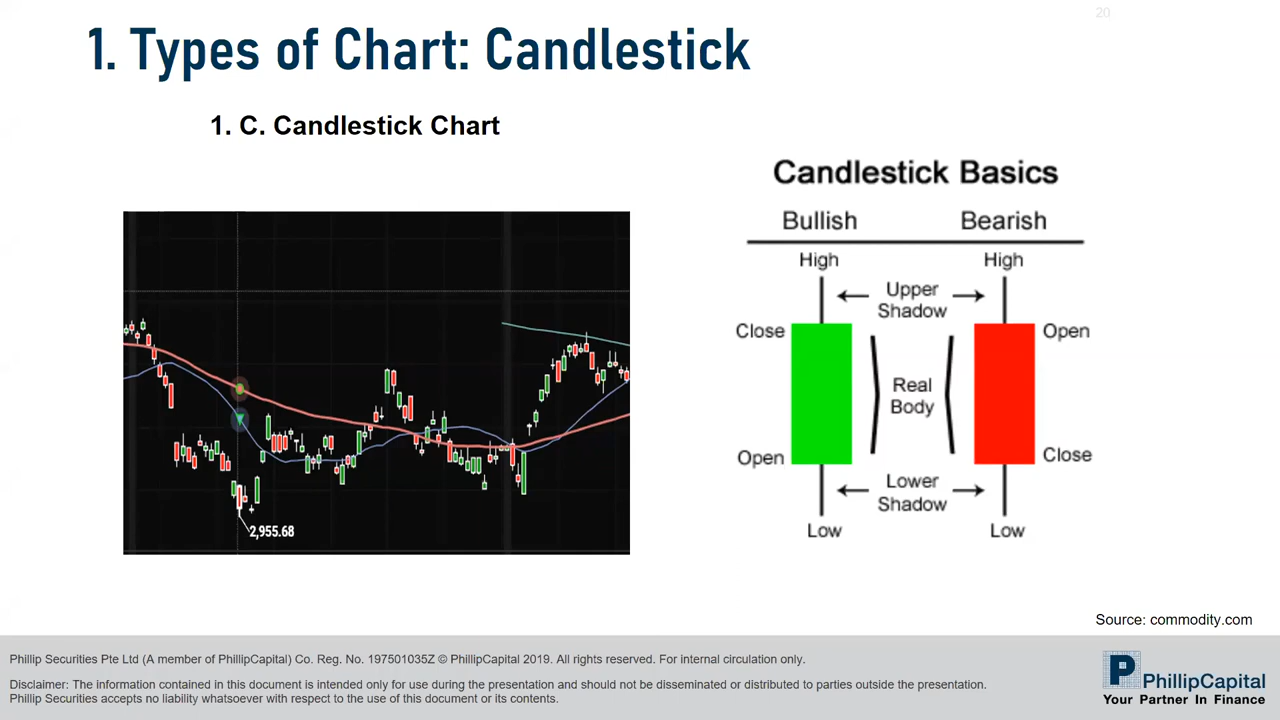 20
1. Types of Chart: Candlestick
1. C. Candlestick Chart
2,955.68
Candlestick Basics
Bullish Bearish
High High
Upper
Shadow
Close Open
Real
Body
Open Close
Lower
Shadow
Low Low
Source: commodity.com
Phillip Securities Pte Ltd (A member of PhillipCapital) Co. Reg. No. 197501035Z © PhillipCapital 2019. All rights reserved. For internal circulation only.
Disclaimer: The information contained in this document is intended only for use during the presentation and should not be disseminated or distributed to parties outside the presentation.
Phillip Securities accepts no liability whatsoever with respect to the use of this document or its contents.
P PhillipCapital
Your Partner In Finance